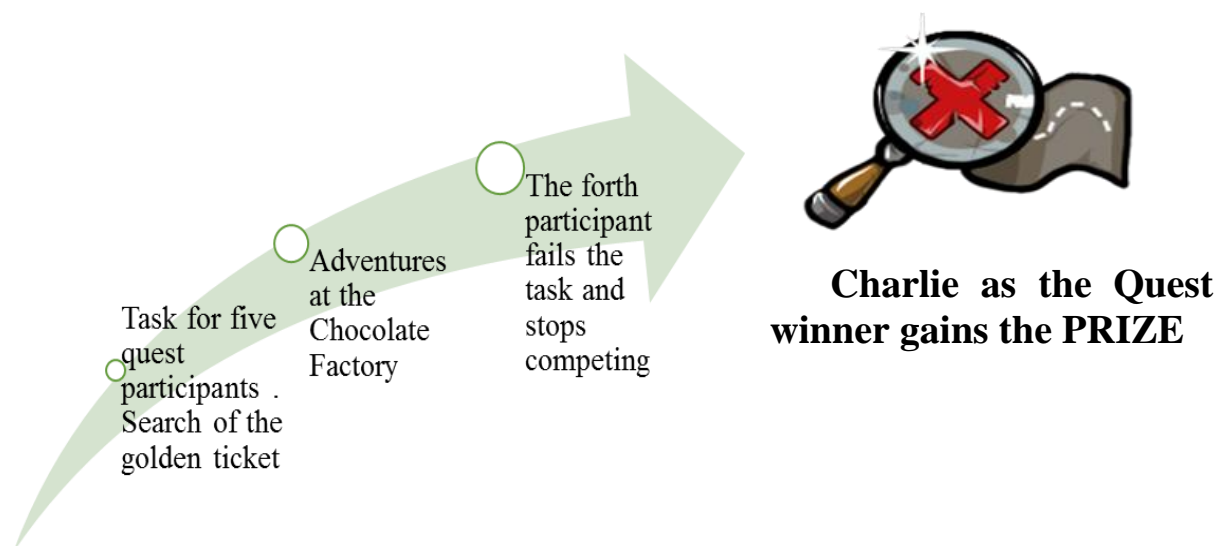 Task for five
quest
participants .
Search of the
golden ticket
Adventures
at the
Chocolate
Factory
The forth
participant
fails the
task and
stops
competing
Charlie as the Quest
winner gains the PRIZE